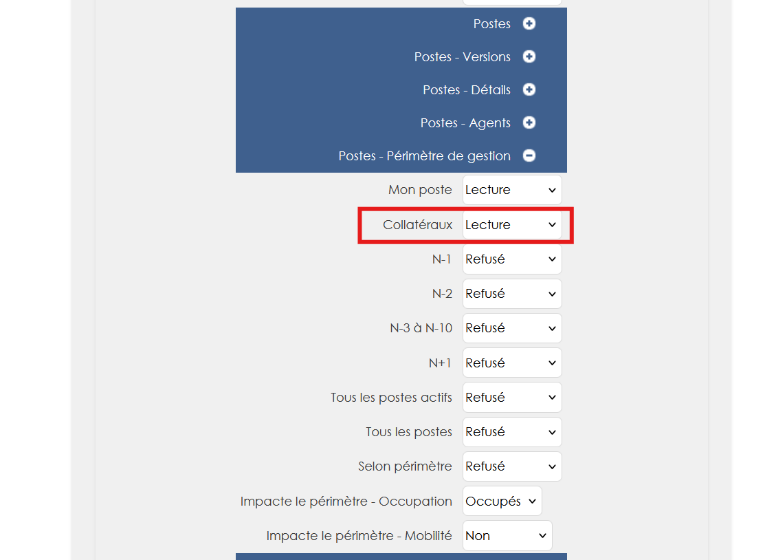 Postes
Postes - Versions
Postes - Détails
Postes - Agents
Postes - Périmètre de gestion
Mon poste Lecture
Collatéraux Lecture
N-1 Refusé
N-2 Refusé
N-3 à N-10 Refusé
N+1 Refusé
Tous les postes actifs Refusé
Tous les postes Refusé
Selon périmètre Refusé
Impacte le périmètre - Occupation Occupés
Impacte le périmètre - Mobilité Non